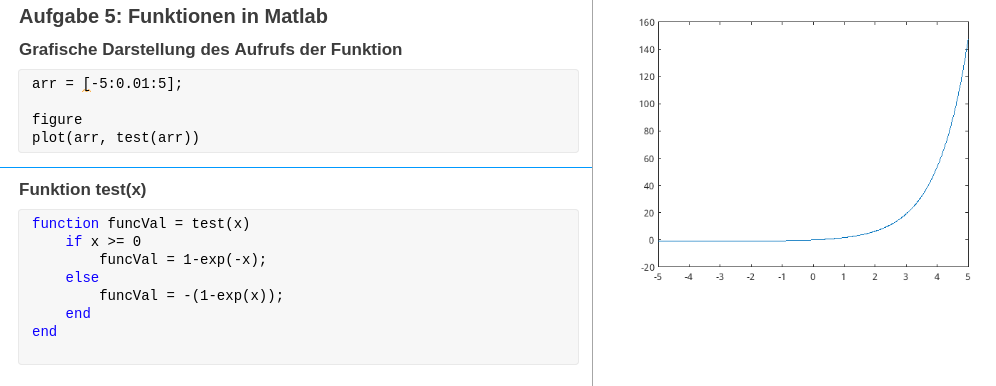 Aufgabe 5: Funktionen in Matlab
Grafische Darstellung des Aufrufs der Funktion
arr = [-5:0.01:5];
figure
plot(arr, test(arr))
Funktion test(x)
function funcVal = test(x)
if x >= 0
funcVal = 1-exp(-x);
else
funcVal = -(1-exp(x));
end
end
160
140
120
100
80
60
40
20
0
-20
-5 -4 -3 -2 -1 0 1 2 3 4 5